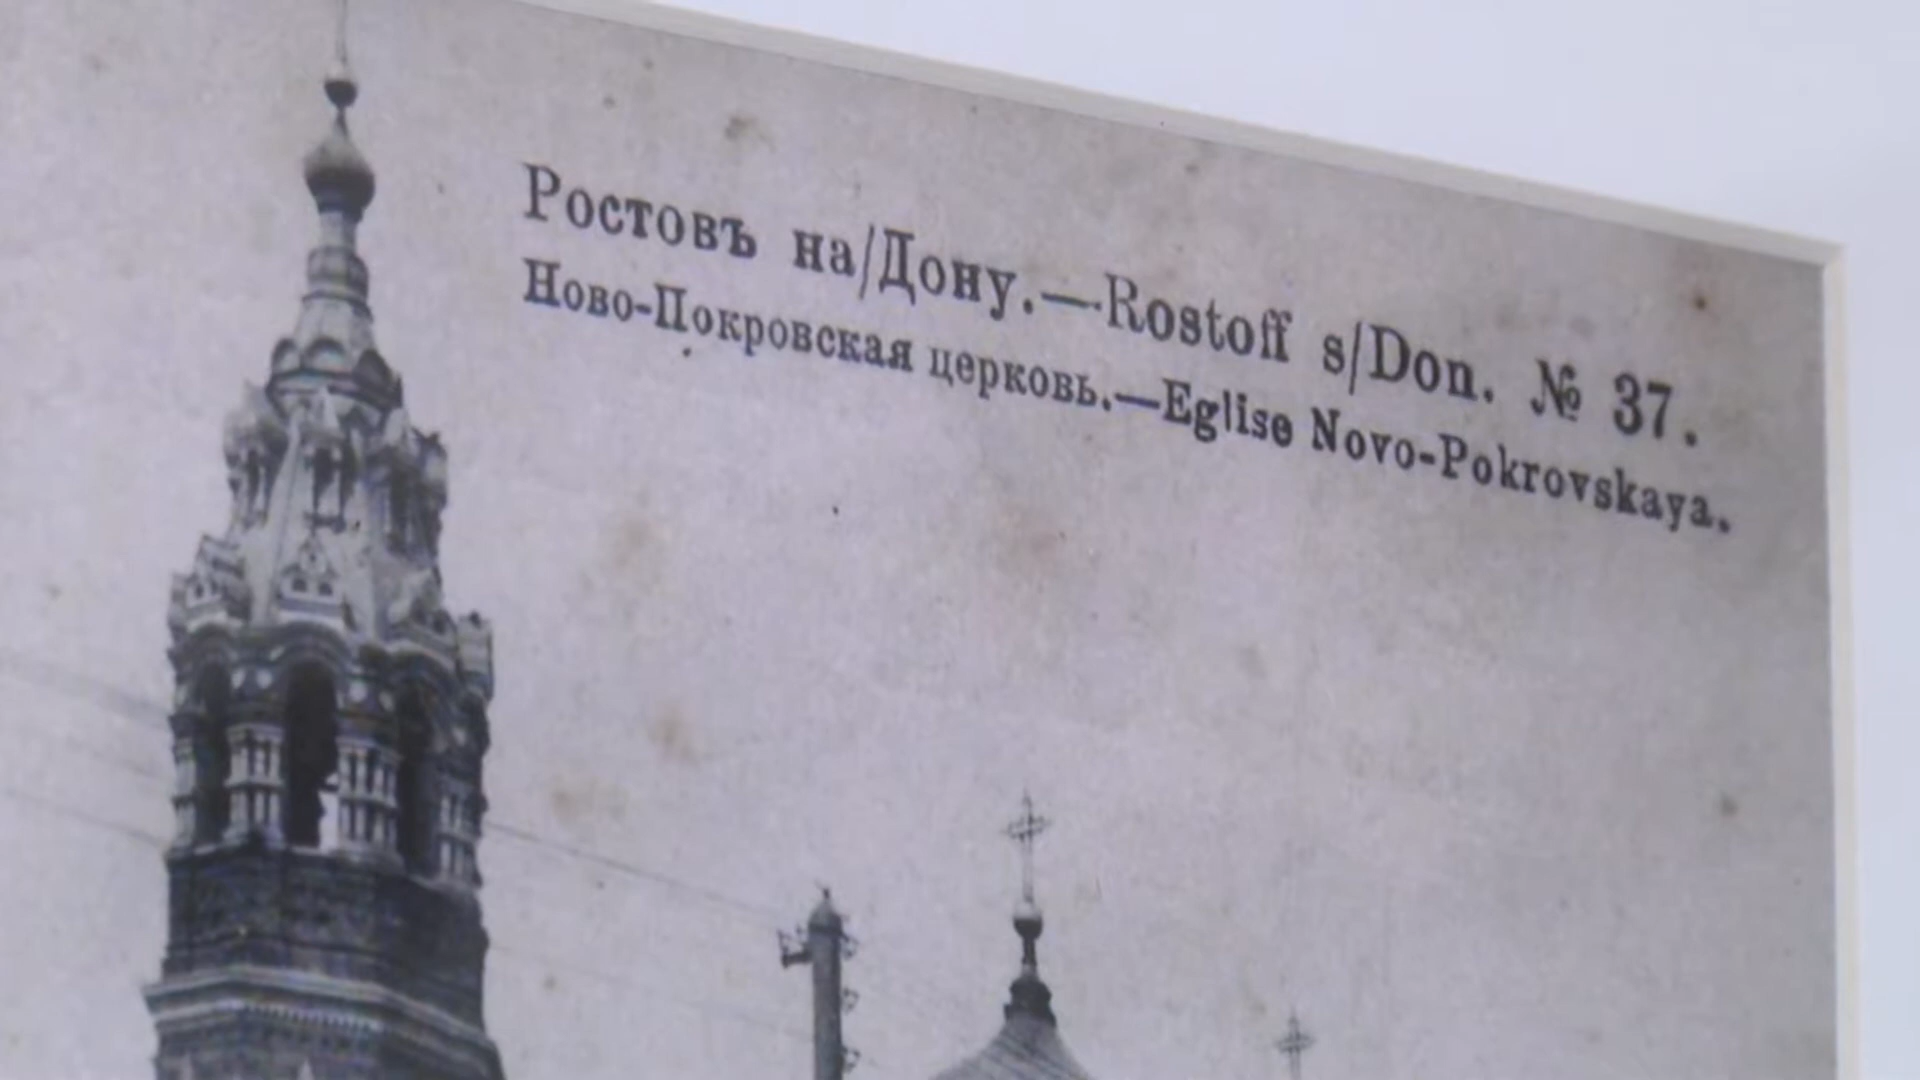 Ростовъ на/Дону.—Rostoff s/Don. № 37.
Ново-Покровская церковь.—Eglise Novo-Pokrovskaya.